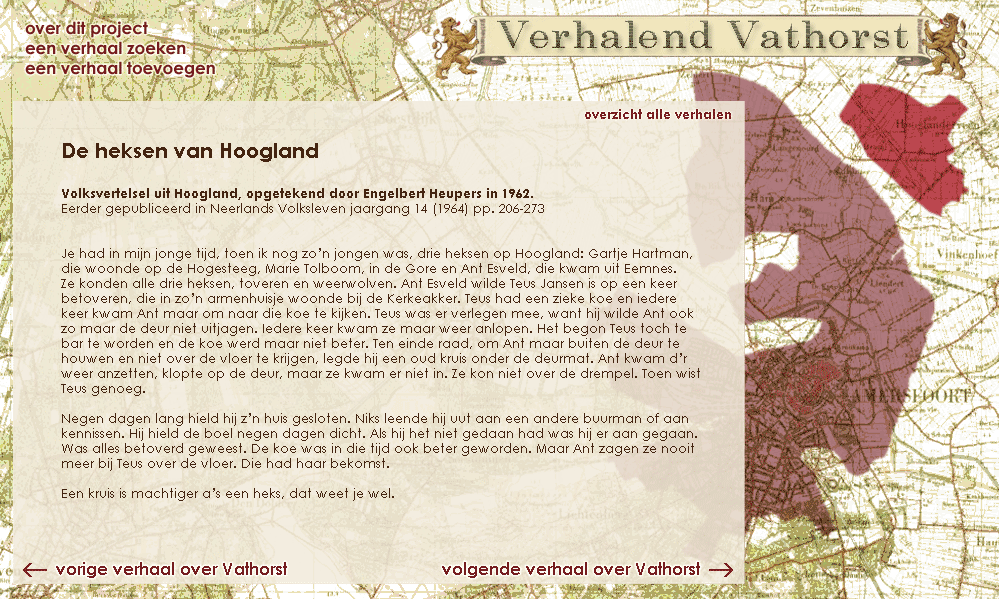 over dit project
een verhaal zoeken
een verhaal toevoegen
Verhalend Vathorst
overzicht alle verhalen
De heksen van Hoogland
Volksvertelsel uit Hoogland, opgetekend door Engelbert Heupers in 1962.
Eerder gepubliceerd in Neerlands Volksleven jaargang 14 (1964) pp. 206-273
Je had in mijn jonge tijd, toen ik nog zo'n jongen was, drie heksen op Hoogland: Gartje Hartman,
die woonde op de Hogesteeg, Marie Tolboom, in de Gore en Ant Esveld, die kwam uit Eemnes.
Ze konden alle drie heksen, toveren en weerwolven. Ant Esveld wilde Teus Jansen is op een keer
betoveren, die in zo'n armenhuisje woonde bij de Kerkeakker. Teus had een zieke koe en iedere
keer kwam Ant maar om naar die koe te kijken. Teus was er verlegen mee, want hij wilde Ant ook
zo maar de deur niet uitjagen. Iedere keer kwam ze maar weer anlopen. Het begon Teus toch te
bar te worden en de koe werd maar niet beter. Ten einde raad, om Ant maar buiten de deur te
houwen en niet over de vloer te krijgen, legde hij een oud kruis onder de deurmat. Ant kwam d'r
weer anzetten, klopte op de deur, maar ze kwam er niet in. Ze kon niet over de drempel. Toen wist
Teus genoeg.
Negen dagen lang hield hij z'n huis gesloten. Niks leende hij uut aan een andere buurman of aan
kennissen. Hij hield de boel negen dagen dicht. Als hij het niet gedaan had was hij er aan gegaan.
Was alles betoverd geweest. De koe was in die tijd ook beter geworden. Maar Ant zagen ze nooit
meer bij Teus over de vloer. Die had haar bekomst.
Een kruis is machtiger a's een heks, dat weet je wel.
← vorige verhaal over Vathorst
volgende verhaal over Vathorst →
AMERSFOORT